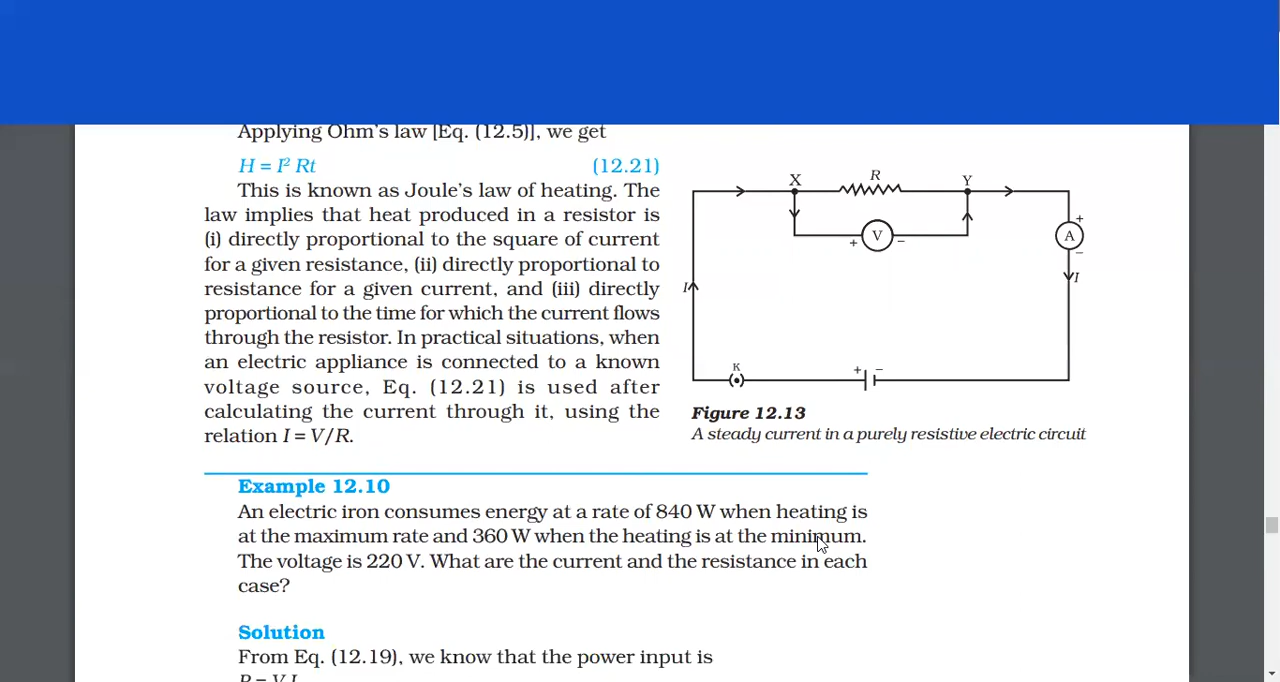 Applying Ohm's law [Eq. (12.5)], we get
H = I² Rt (12.21)
This is known as Joule's law of heating. The
law implies that heat produced in a resistor is
(i) directly proportional to the square of current
for a given resistance, (ii) directly proportional to
resistance for a given current, and (iii) directly
proportional to the time for which the current flows
through the resistor. In practical situations, when
an electric appliance is connected to a known
voltage source, Eq. (12.21) is used after
calculating the current through it, using the
relation I = V/R.
X R Y
+ V −
+
A
−
I
I
K
+ −
Figure 12.13
A steady current in a purely resistive electric circuit
Example 12.10
An electric iron consumes energy at a rate of 840 W when heating is
at the maximum rate and 360 W when the heating is at the minimum.
The voltage is 220 V. What are the current and the resistance in each
case?
Solution
From Eq. (12.19), we know that the power input is
P = V I